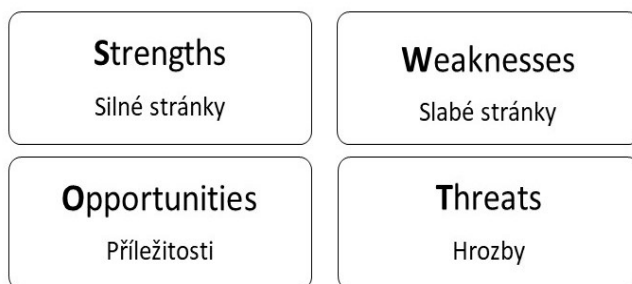 Strengths
Silné stránky
Weaknesses
Slabé stránky
Opportunities
Příležitosti
Threats
Hrozby